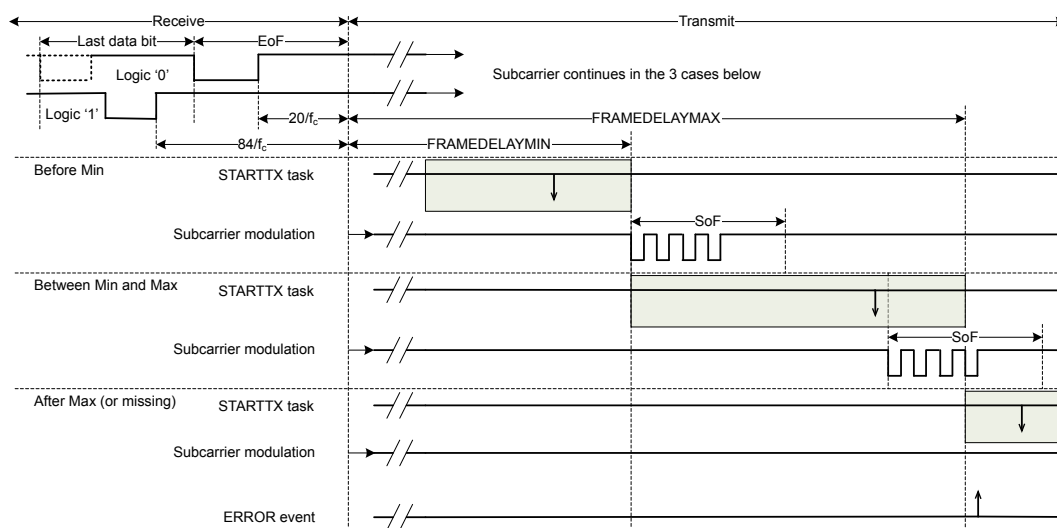 Receive
Transmit
Last data bit
EoF
Logic ‘0’
Subcarrier continues in the 3 cases below
Logic ‘1’
20/fc
FRAMEDELAYMAX
84/fc
FRAMEDELAYMIN
Before Min
STARTTX task
SoF
Subcarrier modulation
Between Min and Max
STARTTX task
SoF
Subcarrier modulation
After Max (or missing)
STARTTX task
Subcarrier modulation
ERROR event